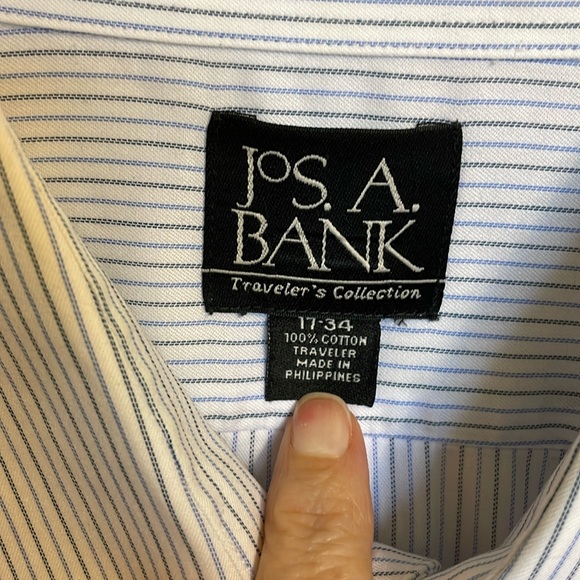 JOS. A.
BANK
Traveler's Collection
17-34
100% COTTON
TRAVELER
MADE IN
PHILIPPINES